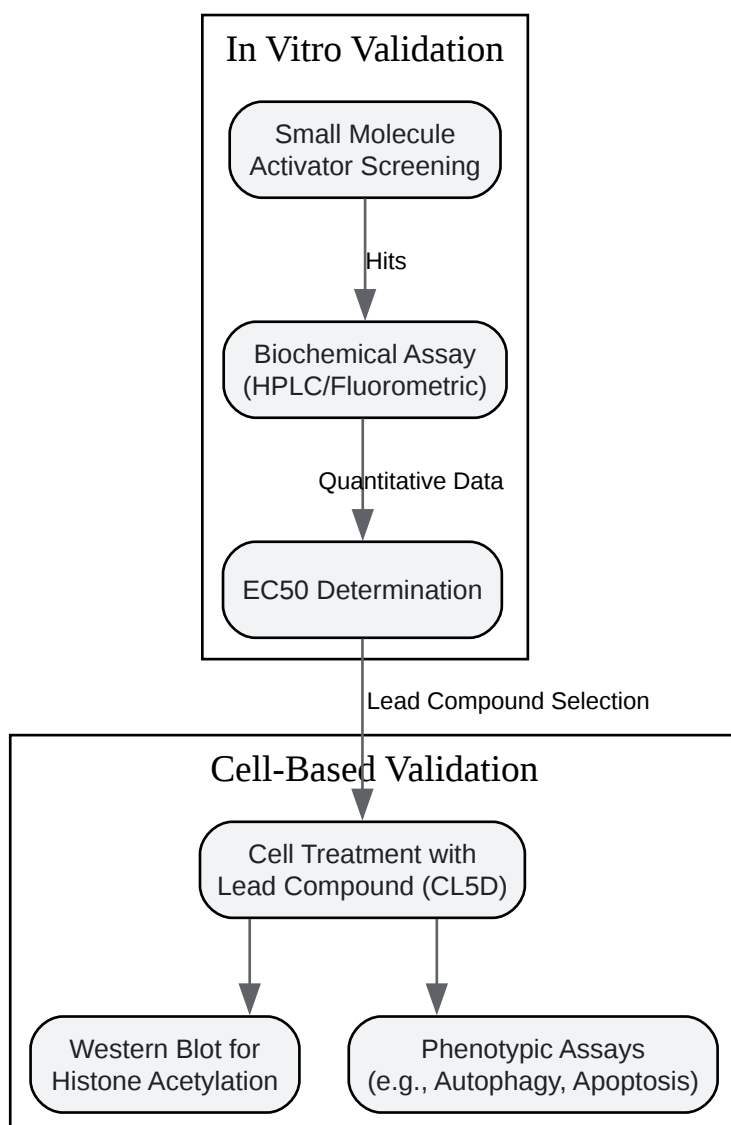 In Vitro Validation
Small Molecule
Activator Screening
Hits
Biochemical Assay
(HPLC/Fluorometric)
Quantitative Data
EC50 Determination
Lead Compound Selection
Cell-Based Validation
Cell Treatment with
Lead Compound (CL5D)
Western Blot for
Histone Acetylation
Phenotypic Assays
(e.g., Autophagy, Apoptosis)